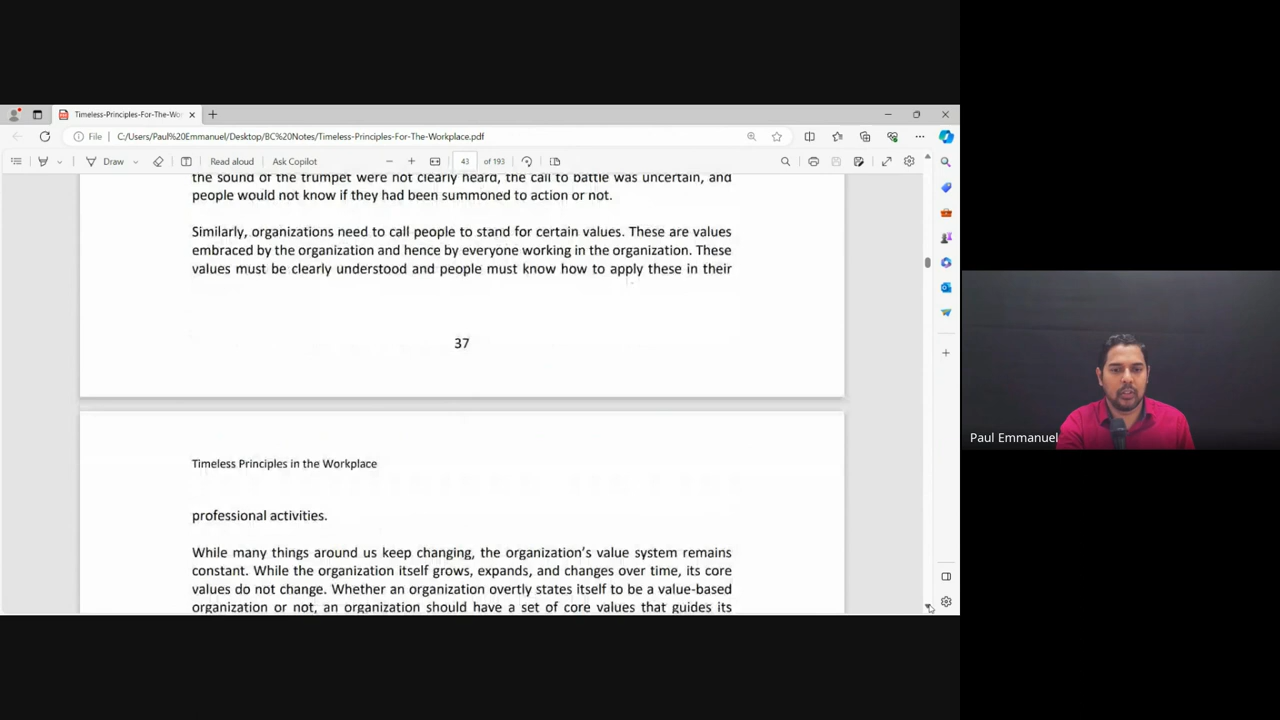 Timeless-Principles-For-The-Wo
File
C:/Users/Paul%20Emmanuel/Desktop/BC%20Notes/Timeless-Principles-For-The-Workplace.pdf
Draw
Read aloud
Ask Copilot
43
of 193
the sound of the trumpet were not clearly heard, the call to battle was uncertain, and
people would not know if they had been summoned to action or not.
Similarly, organizations need to call people to stand for certain values. These are values
embraced by the organization and hence by everyone working in the organization. These
values must be clearly understood and people must know how to apply these in their
37
Timeless Principles in the Workplace
professional activities.
While many things around us keep changing, the organization's value system remains
constant. While the organization itself grows, expands, and changes over time, its core
values do not change. Whether an organization overtly states itself to be a value-based
organization or not, an organization should have a set of core values that guides its
Paul Emmanuel